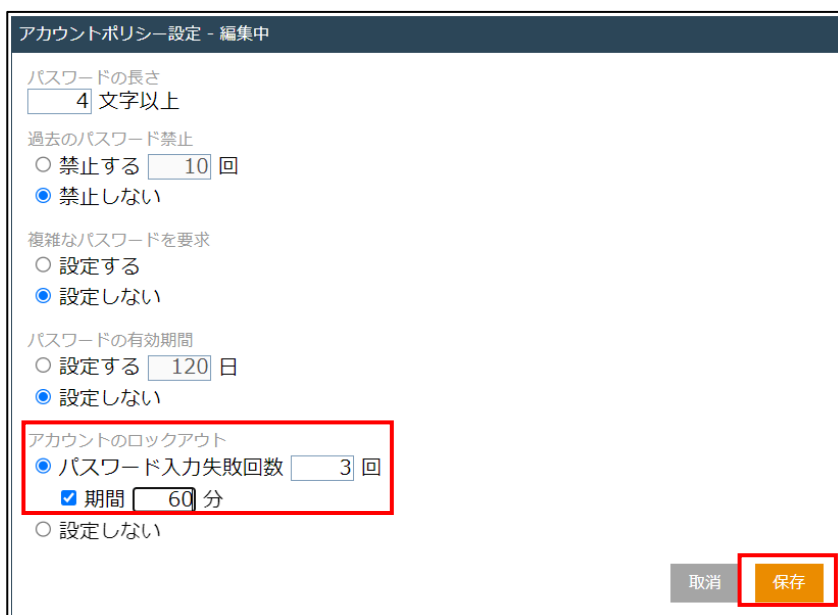 アカウントポリシー設定 - 編集中
パスワードの長さ
4 文字以上
過去のパスワード禁止
禁止する 10 回
禁止しない
複雑なパスワードを要求
設定する
設定しない
パスワードの有効期間
設定する 120 日
設定しない
アカウントのロックアウト
パスワード入力失敗回数 3 回
期間 60 分
設定しない
取消 保存